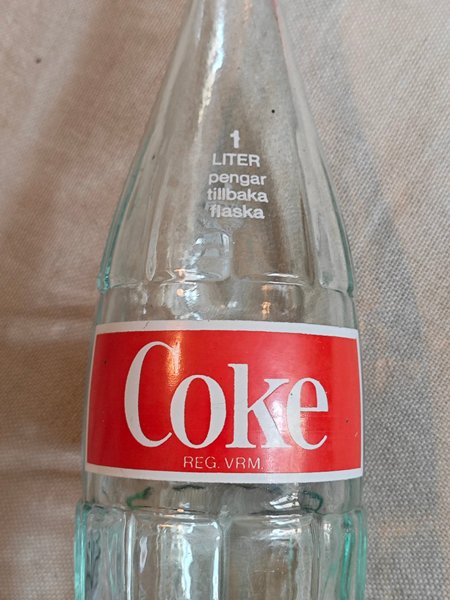 1
LITER
pengar
tillbaka
flaska
Coke
REG. VRM.